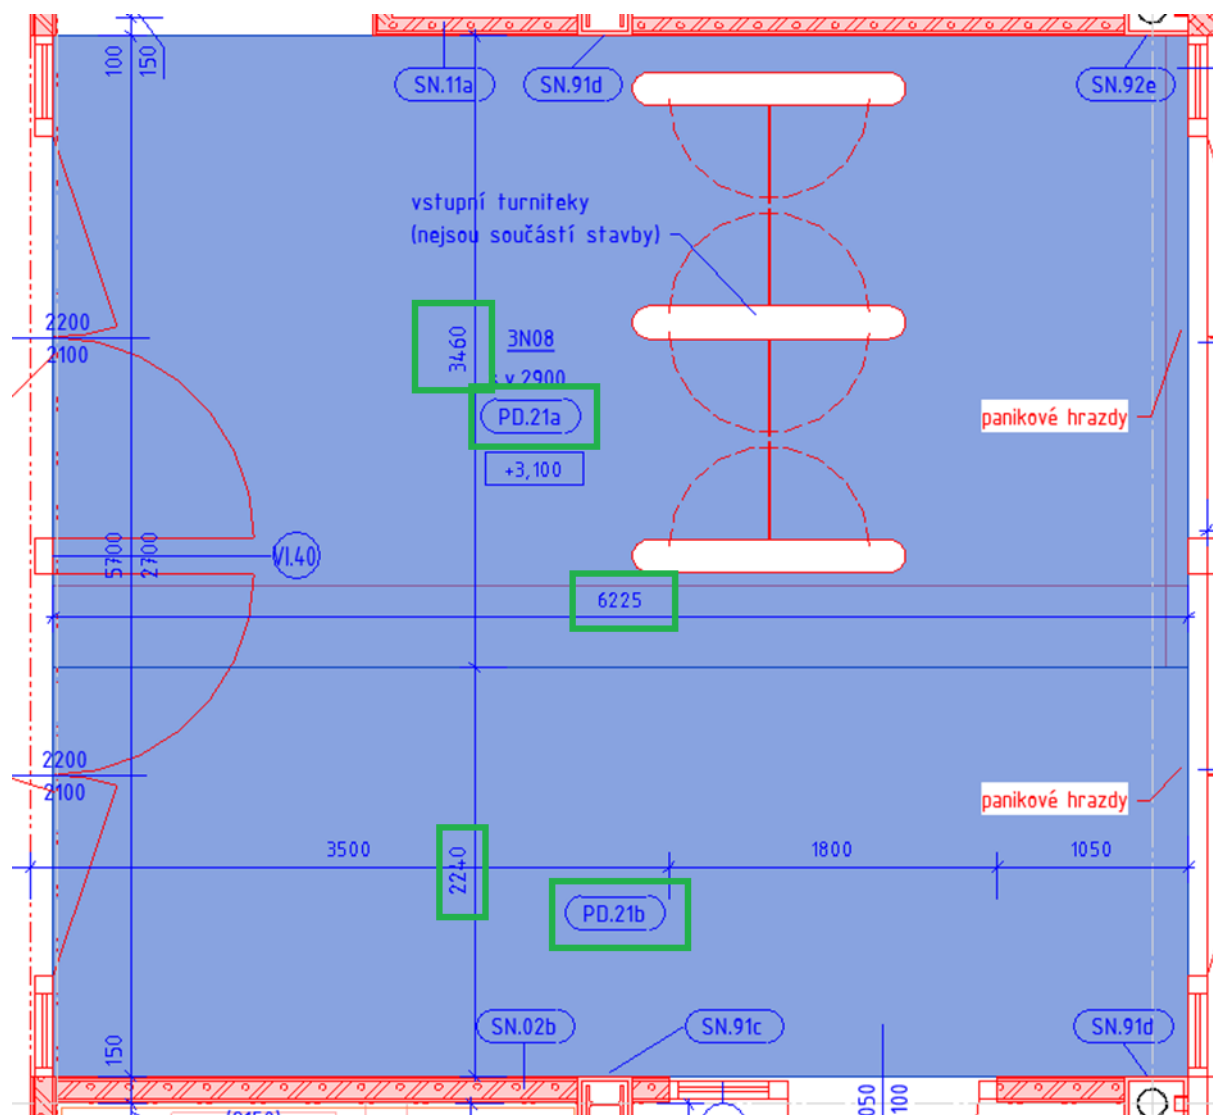 100
150
SN.11a
SN.91d
SN.92e
vstupní turniteky
(nejsou součástí stavby)
2200
2100
3460
3N08
s v 2900
PD.21a
+3,100
panikové hrazdy
5700
2700
VI.40
6225
2200
2100
panikové hrazdy
3500
2240
1800
1050
PD.21b
150
SN.02b
SN.91c
SN.91d
050
100